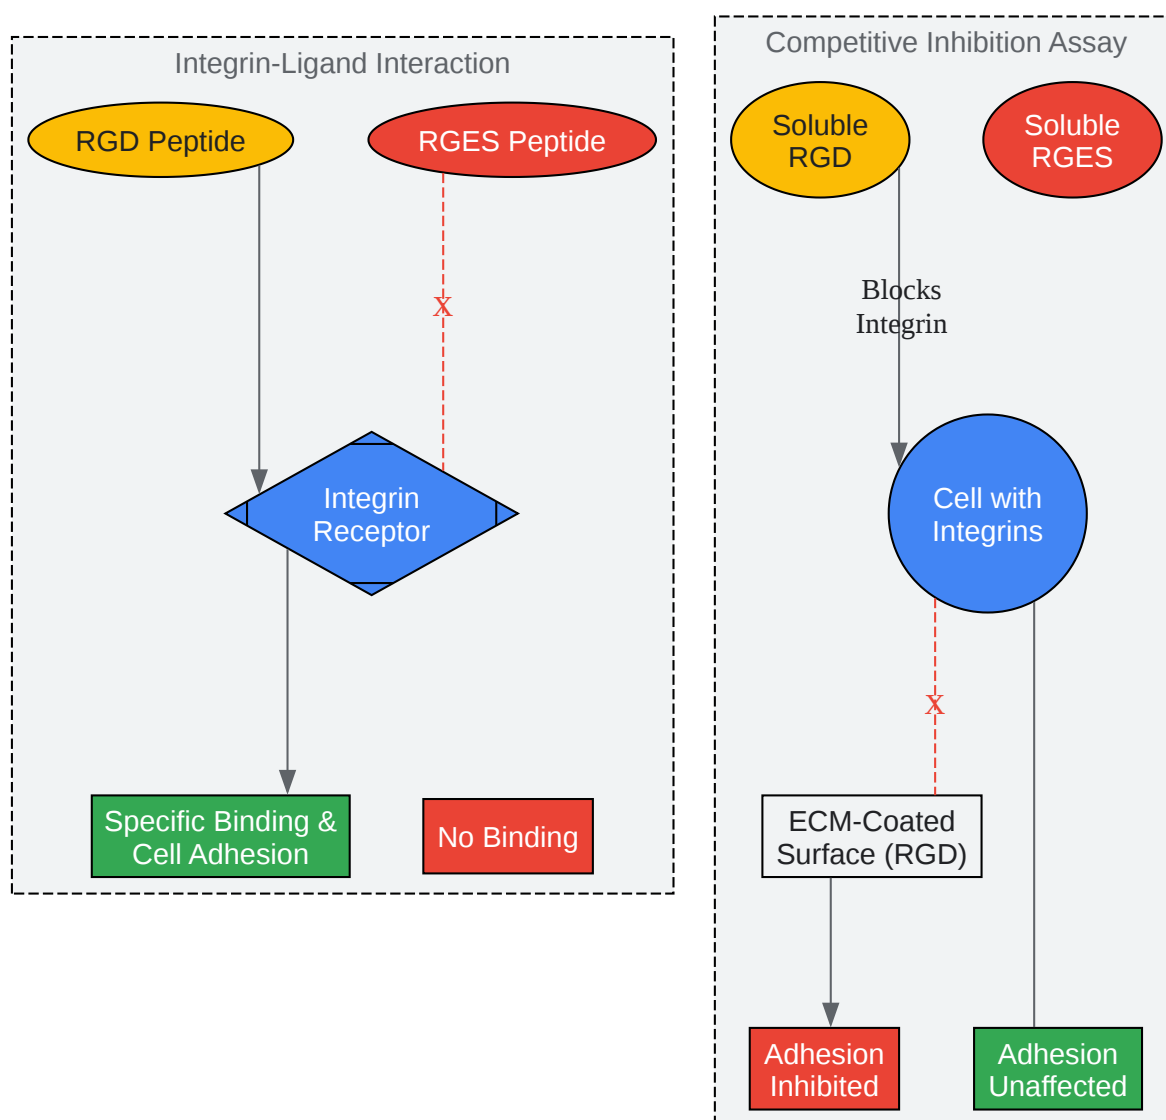 Integrin-Ligand Interaction
RGD Peptide
RGES Peptide
X
Integrin
Receptor
Specific Binding &
Cell Adhesion
No Binding
Competitive Inhibition Assay
Soluble
RGD
Soluble
RGES
Blocks
Integrin
Cell with
Integrins
X
ECM-Coated
Surface (RGD)
Adhesion
Inhibited
Adhesion
Unaffected